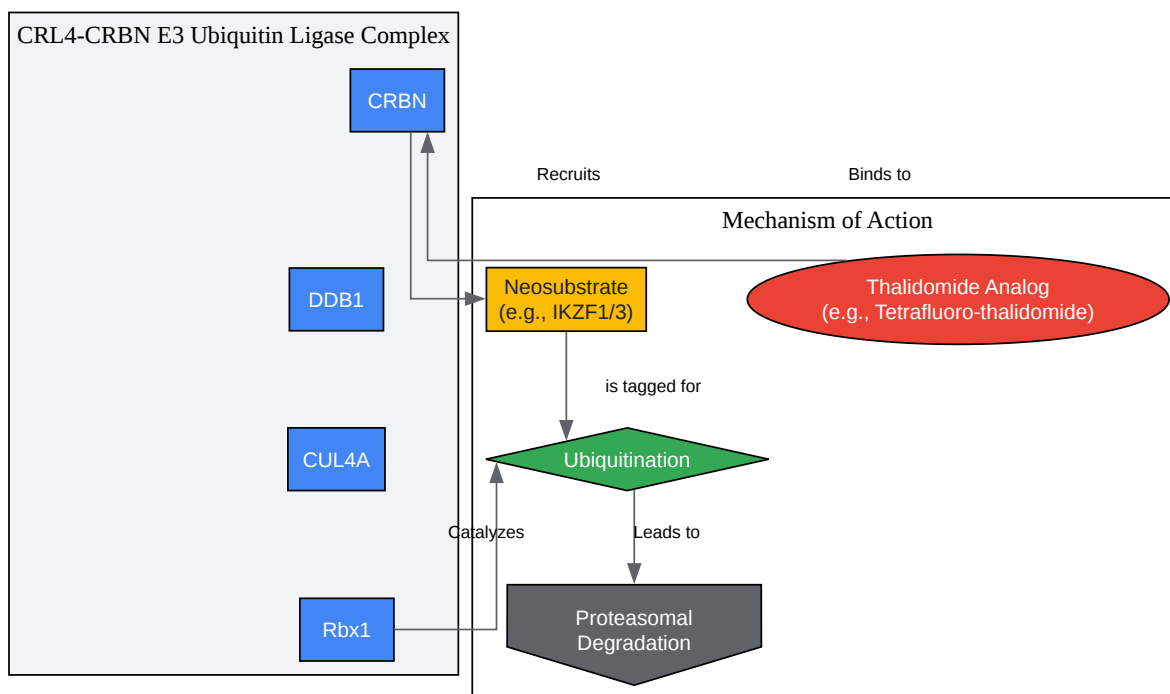 CRL4-CRBN E3 Ubiquitin Ligase Complex
CRBN
Recruits
Binds to
Mechanism of Action
DDB1
Neosubstrate
(e.g., IKZF1/3)
Thalidomide Analog
(e.g., Tetrafluoro-thalidomide)
is tagged for
CUL4A
Ubiquitination
Catalyzes
Leads to
Rbx1
Proteasomal
Degradation